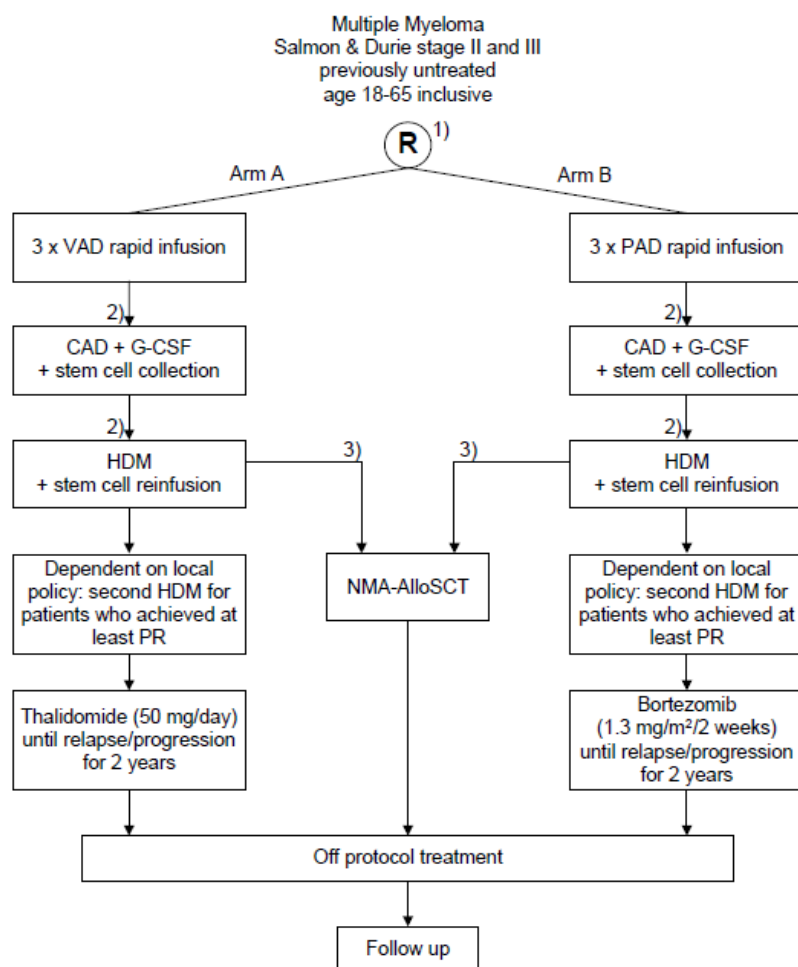 Multiple Myeloma
Salmon & Durie stage II and III
previously untreated
age 18-65 inclusive
R 1)
Arm A
Arm B
3 x VAD rapid infusion
3 x PAD rapid infusion
2)
2)
CAD + G-CSF
+ stem cell collection
CAD + G-CSF
+ stem cell collection
2)
2)
HDM
+ stem cell reinfusion
3)
3)
HDM
+ stem cell reinfusion
Dependent on local
policy: second HDM for
patients who achieved at
least PR
NMA-AlloSCT
Dependent on local
policy: second HDM for
patients who achieved at
least PR
Thalidomide (50 mg/day)
until relapse/progression
for 2 years
Bortezomib
(1.3 mg/m²/2 weeks)
until relapse/progression
for 2 years
Off protocol treatment
Follow up